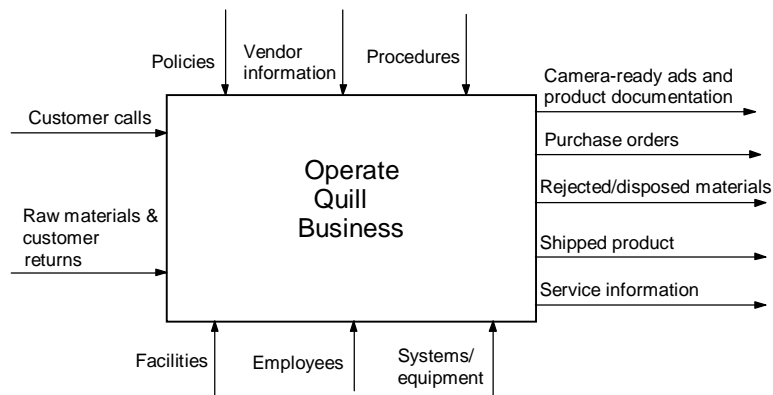 Policies
Vendor
information
Procedures
Camera-ready ads and
product documentation
Customer calls
Purchase orders
Operate
Quill
Business
Rejected/disposed materials
Raw materials &
customer
returns
Shipped product
Service information
Facilities
Employees
Systems/
equipment